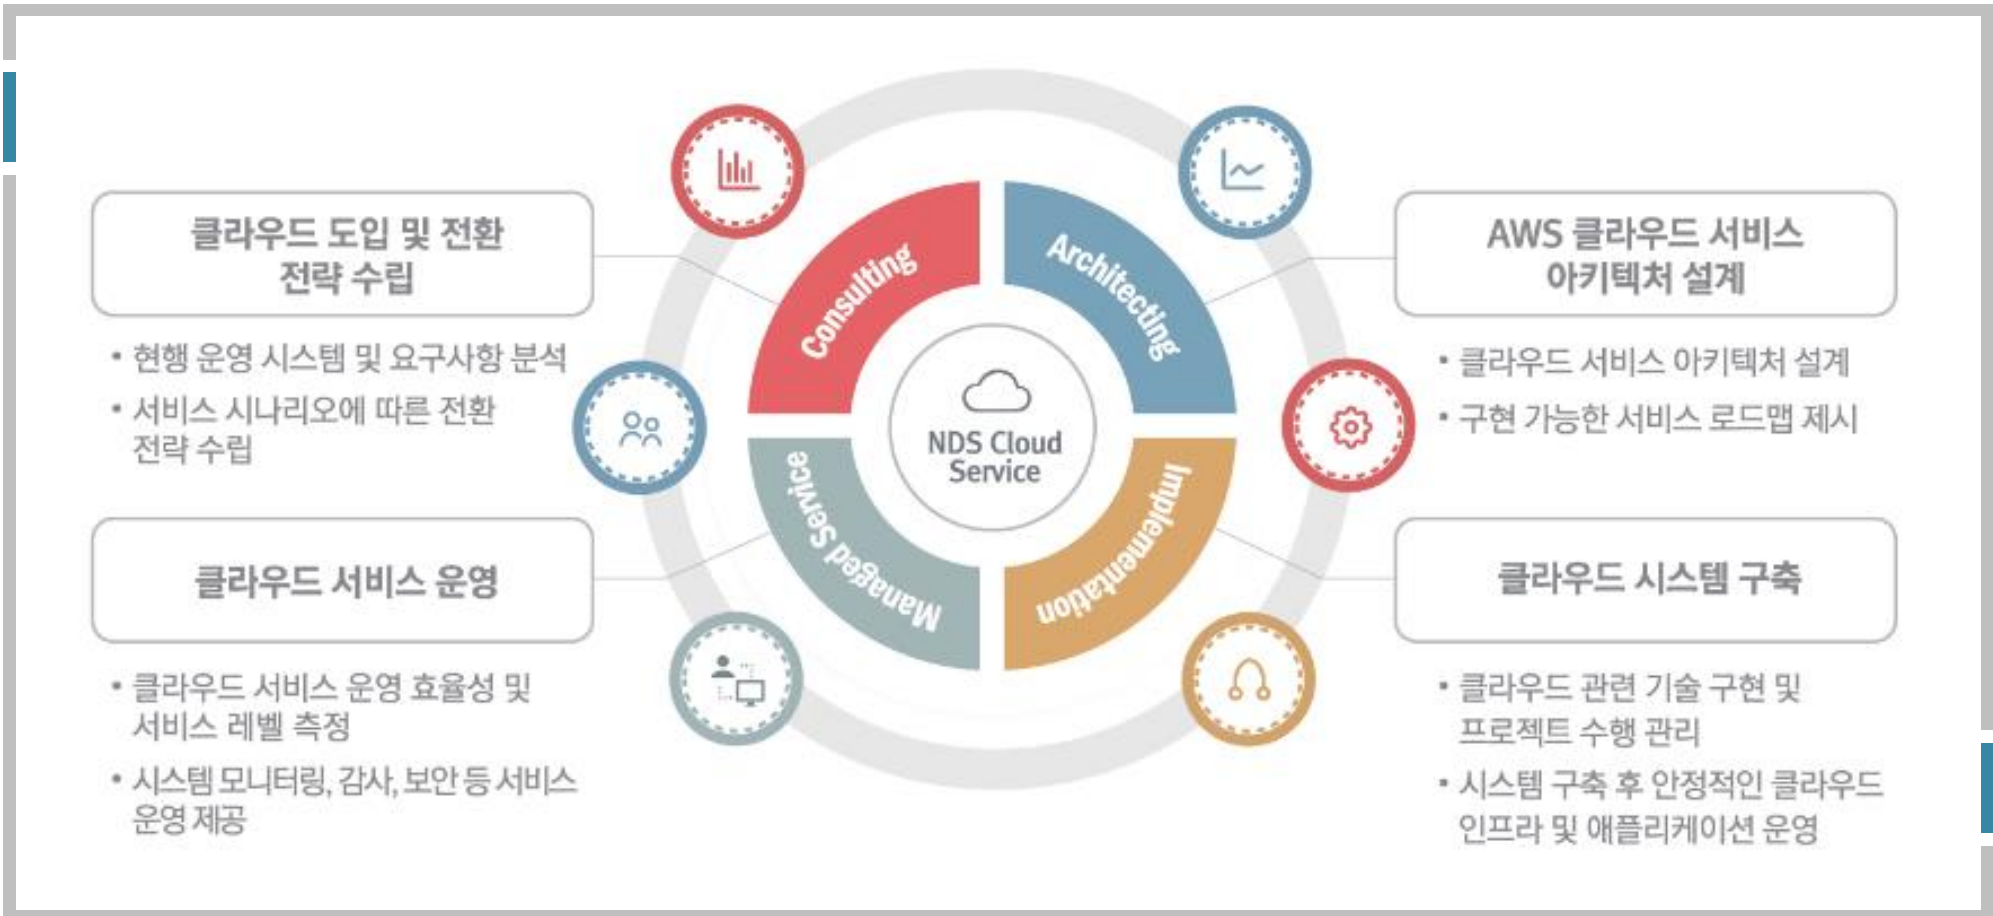 클라우드 도입 및 전환
전략 수립
• 현행 운영 시스템 및 요구사항 분석
• 서비스 시나리오에 따른 전환
전략 수립
클라우드 서비스 운영
• 클라우드 서비스 운영 효율성 및
서비스 레벨 측정
• 시스템 모니터링, 감사, 보안 등 서비스
운영 제공
Consulting
Architecting
NDS Cloud
Service
Managed Service
Implementation
AWS 클라우드 서비스
아키텍처 설계
• 클라우드 서비스 아키텍처 설계
• 구현 가능한 서비스 로드맵 제시
클라우드 시스템 구축
• 클라우드 관련 기술 구현 및
프로젝트 수행 관리
• 시스템 구축 후 안정적인 클라우드
인프라 및 애플리케이션 운영